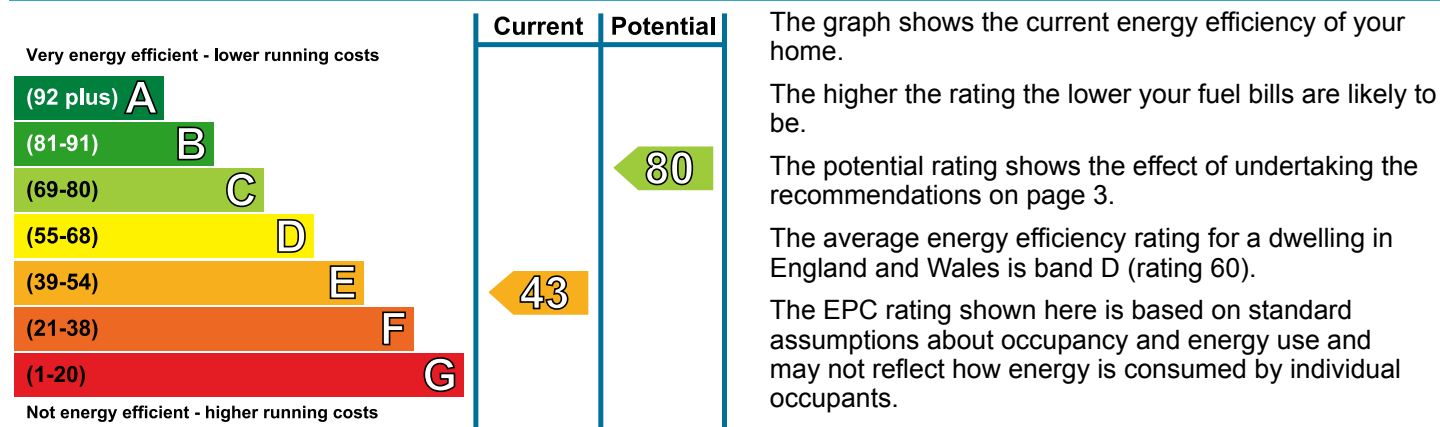 Current Potential
Very energy efficient - lower running costs
(92 plus) A
(81-91) B
(69-80) C
(55-68) D
(39-54) E
(21-38) F
(1-20) G
Not energy efficient - higher running costs
80
43
The graph shows the current energy efficiency of your
home.
The higher the rating the lower your fuel bills are likely to
be.
The potential rating shows the effect of undertaking the
recommendations on page 3.
The average energy efficiency rating for a dwelling in
England and Wales is band D (rating 60).
The EPC rating shown here is based on standard
assumptions about occupancy and energy use and
may not reflect how energy is consumed by individual
occupants.